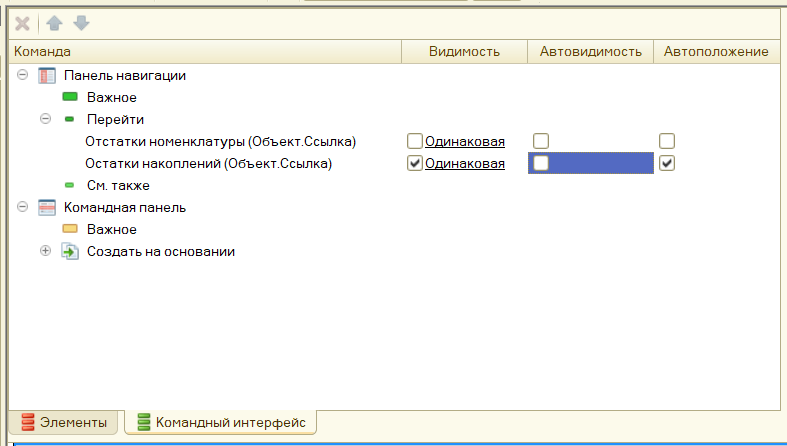 Команда Видимость Автовидимость Автоположение
Панель навигации
Важное
Перейти
Отстатки номенклатуры (Объект.Ссылка) Одинаковая
Остатки накоплений (Объект.Ссылка) Одинаковая
См. также
Командная панель
Важное
Создать на основании
Элементы Командный интерфейс